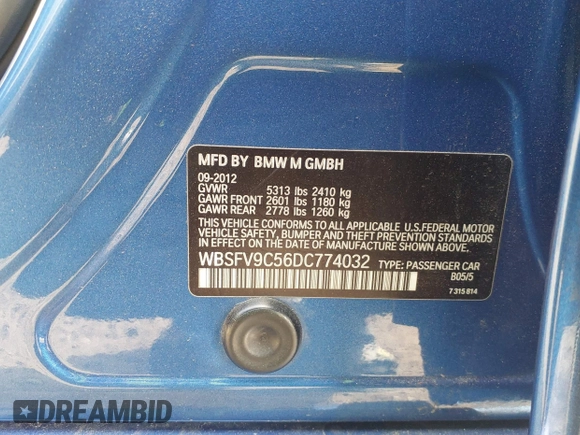 MFD BY BMW M GMBH
09-2012
GVWR 5313 lbs 2410 kg
GAWR FRONT 2601 lbs 1180 kg
GAWR REAR 2778 lbs 1260 kg
THIS VEHICLE CONFORMS TO ALL APPLICABLE U.S.FEDERAL MOTOR
VEHICLE SAFETY, BUMPER AND THEFT PREVENTION STANDARDS IN
EFFECT ON THE DATE OF MANUFACTURE SHOWN ABOVE.
WBSFV9C56DC774032 TYPE: PASSENGER CAR
B05/5
7 315 814
DREAMBID